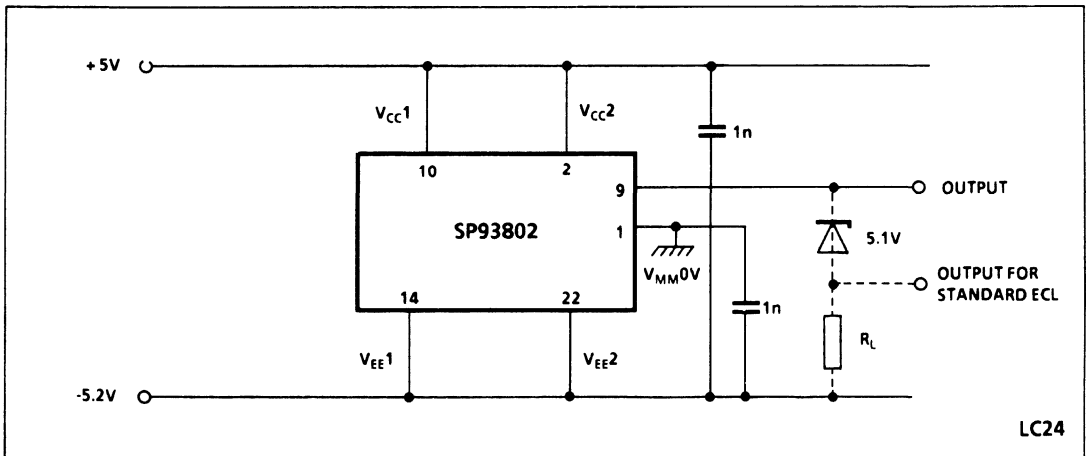 +5V
VCC1
VCC2
1n
10
2
9
OUTPUT
SP93802
1
5.1V
VMM0V
OUTPUT FOR
STANDARD ECL
14
22
1n
RL
VEE1
VEE2
-5.2V
LC24